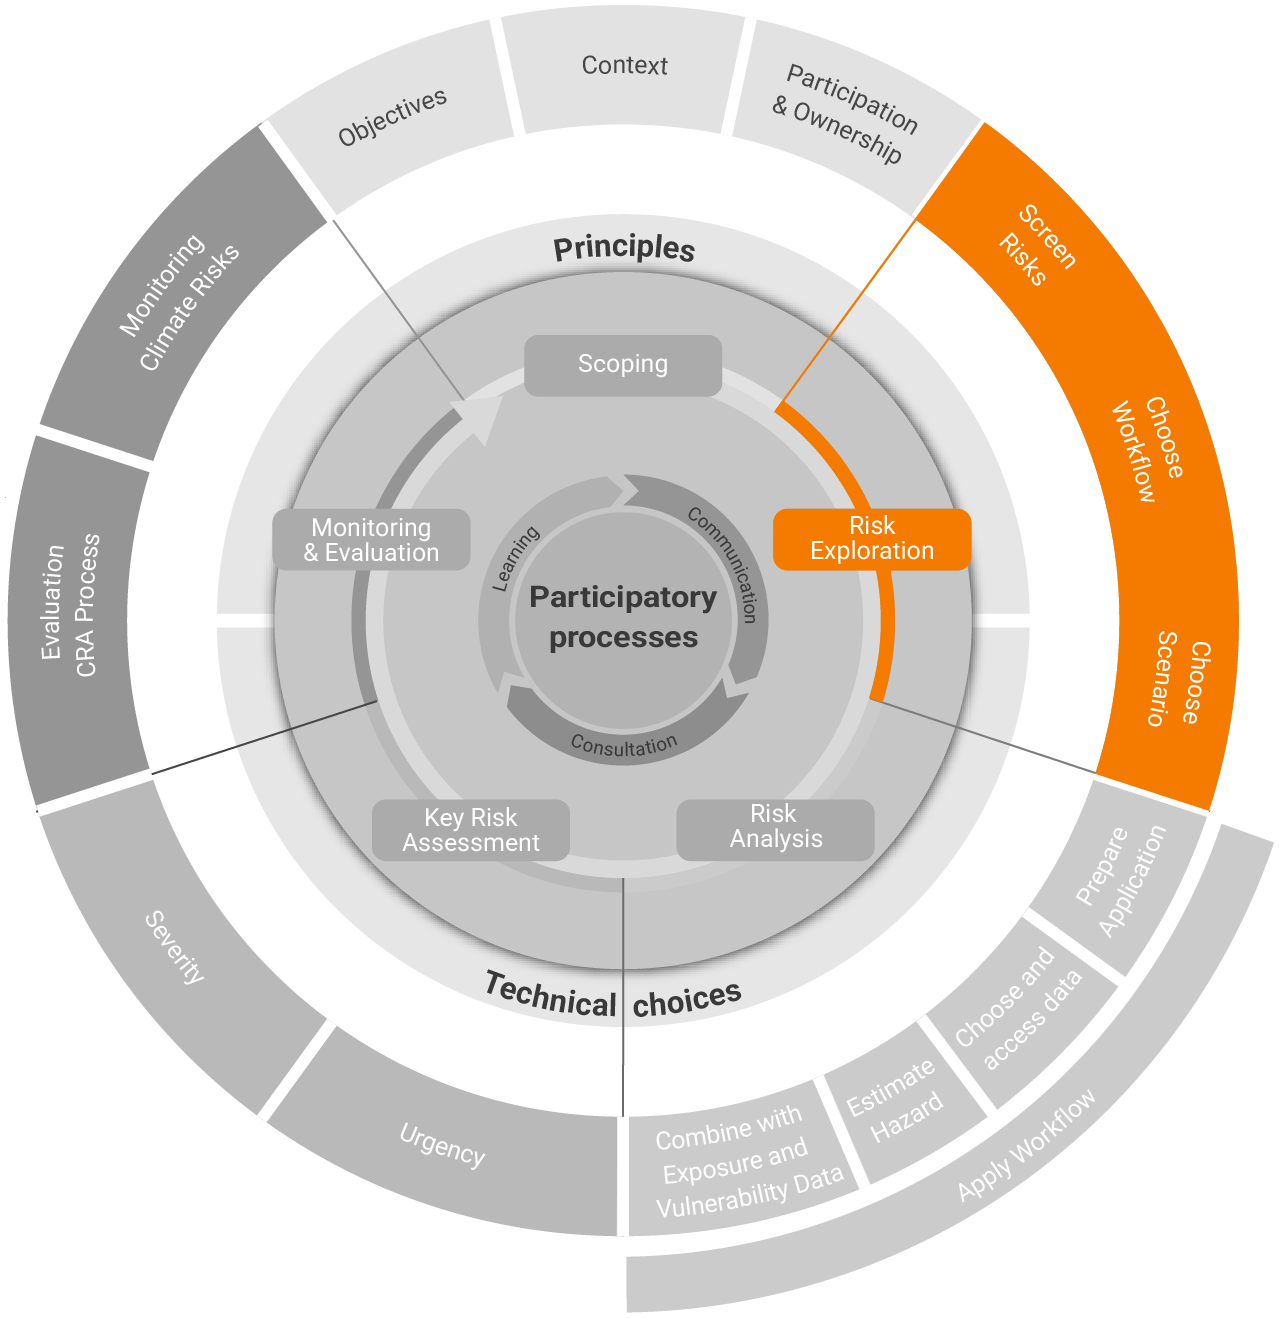 Objectives
Context
Participation
& Ownership
Screen
Risks
Choose
Workflow
Choose
Scenario
Prepare
Application
Choose and
access data
Estimate
Hazard
Combine with
Exposure and
Vulnerability Data
Apply Workflow
Urgency
Severity
Evaluation
CRA Process
Monitoring
Climate Risks
Principles
Technical choices
Scoping
Risk
Exploration
Risk
Analysis
Key Risk
Assessment
Monitoring
& Evaluation
Learning
Communication
Consultation
Participatory
processes